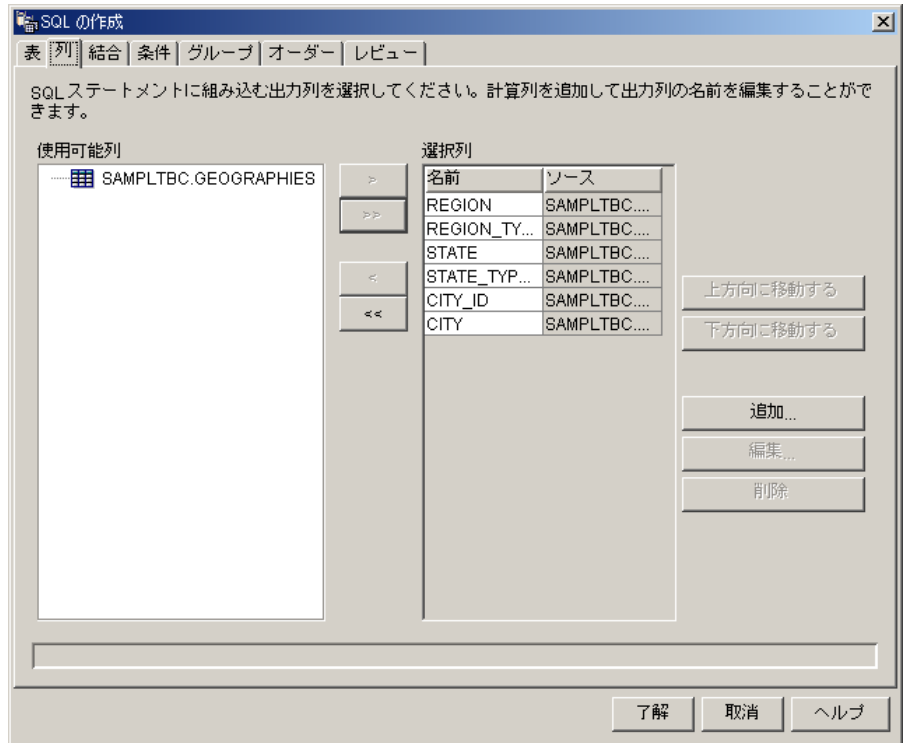 SQL の作成
表 列 結合 条件 グループ オーダー レビュー
SQLステートメントに組み込む出力列を選択してください。計算列を追加して出力列の名前を編集することがで
きます。
使用可能列
SAMPLTBC.GEOGRAPHIES
>
>>
<
<<
選択列
名前 ソース
REGION SAMPLTBC....
REGION_TY... SAMPLTBC....
STATE SAMPLTBC....
STATE_TYP... SAMPLTBC....
CITY_ID SAMPLTBC....
CITY SAMPLTBC....
上方向に移動する
下方向に移動する
追加...
編集...
削除
了解 取消 ヘルプ